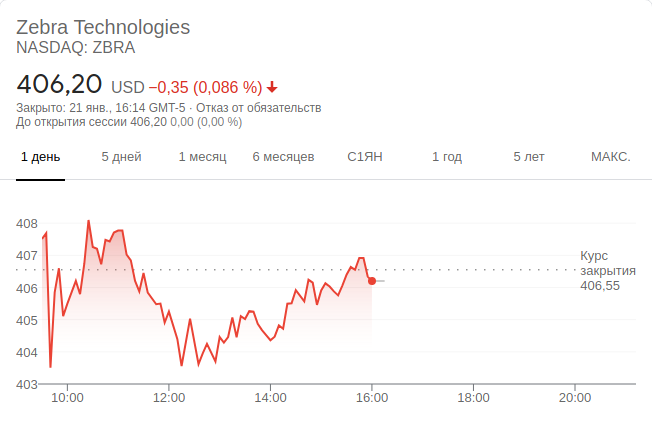 Zebra Technologies
NASDAQ: ZBRA
406,20 USD −0,35 (0,086 %)
Закрыто: 21 янв., 16:14 GMT-5 · Отказ от обязательств
До открытия сессии 406,20 0,00 (0,00 %)
1 день 5 дней 1 месяц 6 месяцев С1ЯН 1 год 5 лет МАКС.
408
407
406
405
404
403
Курс
закрытия
406,55
10:00 12:00 14:00 16:00 18:00 20:00